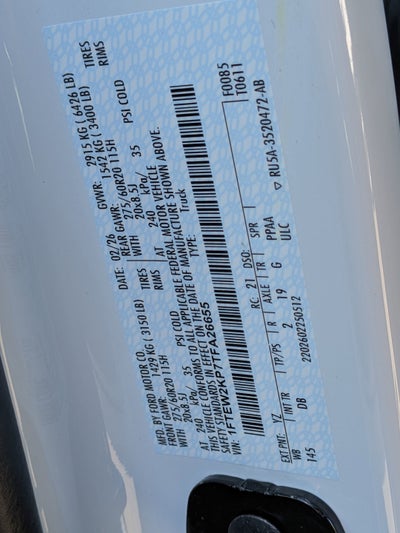 MFD. BY FORD MOTOR CO.
DATE: 02/26 GVWR: 2915 KG ( 6426 LB)
FRONT GAWR: 1429 KG ( 3150 LB) REAR GAWR: 1542 KG ( 3400 LB)
275/60R20 115H TIRES 275/60R20 115H TIRES
WITH 20x8.5J RIMS WITH 20x8.5J RIMS
AT 240 kPa/ 35 PSI COLD AT 240 kPa/ 35 PSI COLD
THIS VEHICLE CONFORMS TO ALL APPLICABLE FEDERAL MOTOR VEHICLE
SAFETY STANDARDS IN EFFECT ON THE DATE OF MANUFACTURE SHOWN ABOVE.
VIN: 1FTEW2KP7TFA26655 TYPE: Truck
F0085
T0611
EXT PNT: YZ RC: 21 DSO:
WB INT TR TP/PS R AXLE TR SPR
145 DB 2 19 G PPAA
ULC
2202602250512
▽ RU5A-3520472-AB